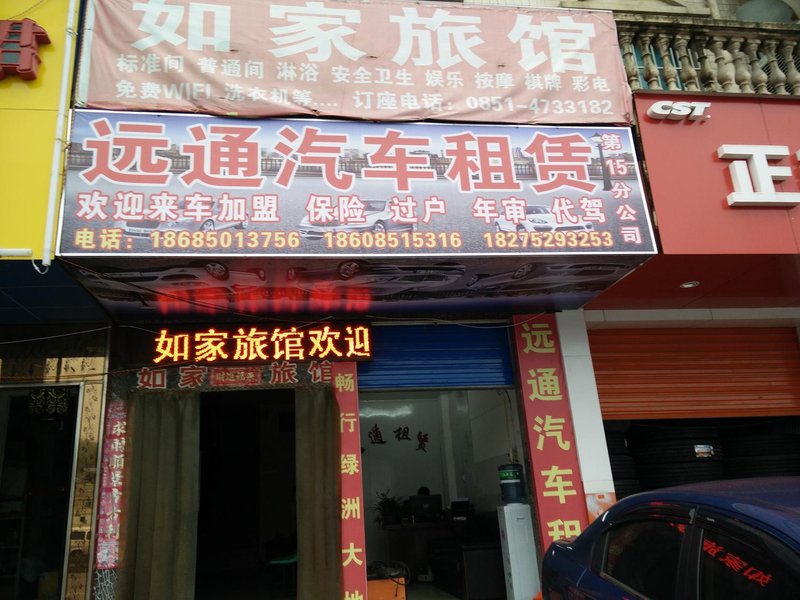 如家旅馆
标准间 普通间 淋浴 安全卫生 娱乐 按摩 棋牌 彩电
免费WIFI 洗衣机等.... 订座电话：0851-4733182
远通汽车租赁
第15分公司
欢迎来车加盟 保险 过户 年审 代驾
电话：18685013756 18608515316 18275293253
CST
正
如家旅馆欢迎
如家 旅馆
畅行绿洲大地
远通汽车租
通租赁